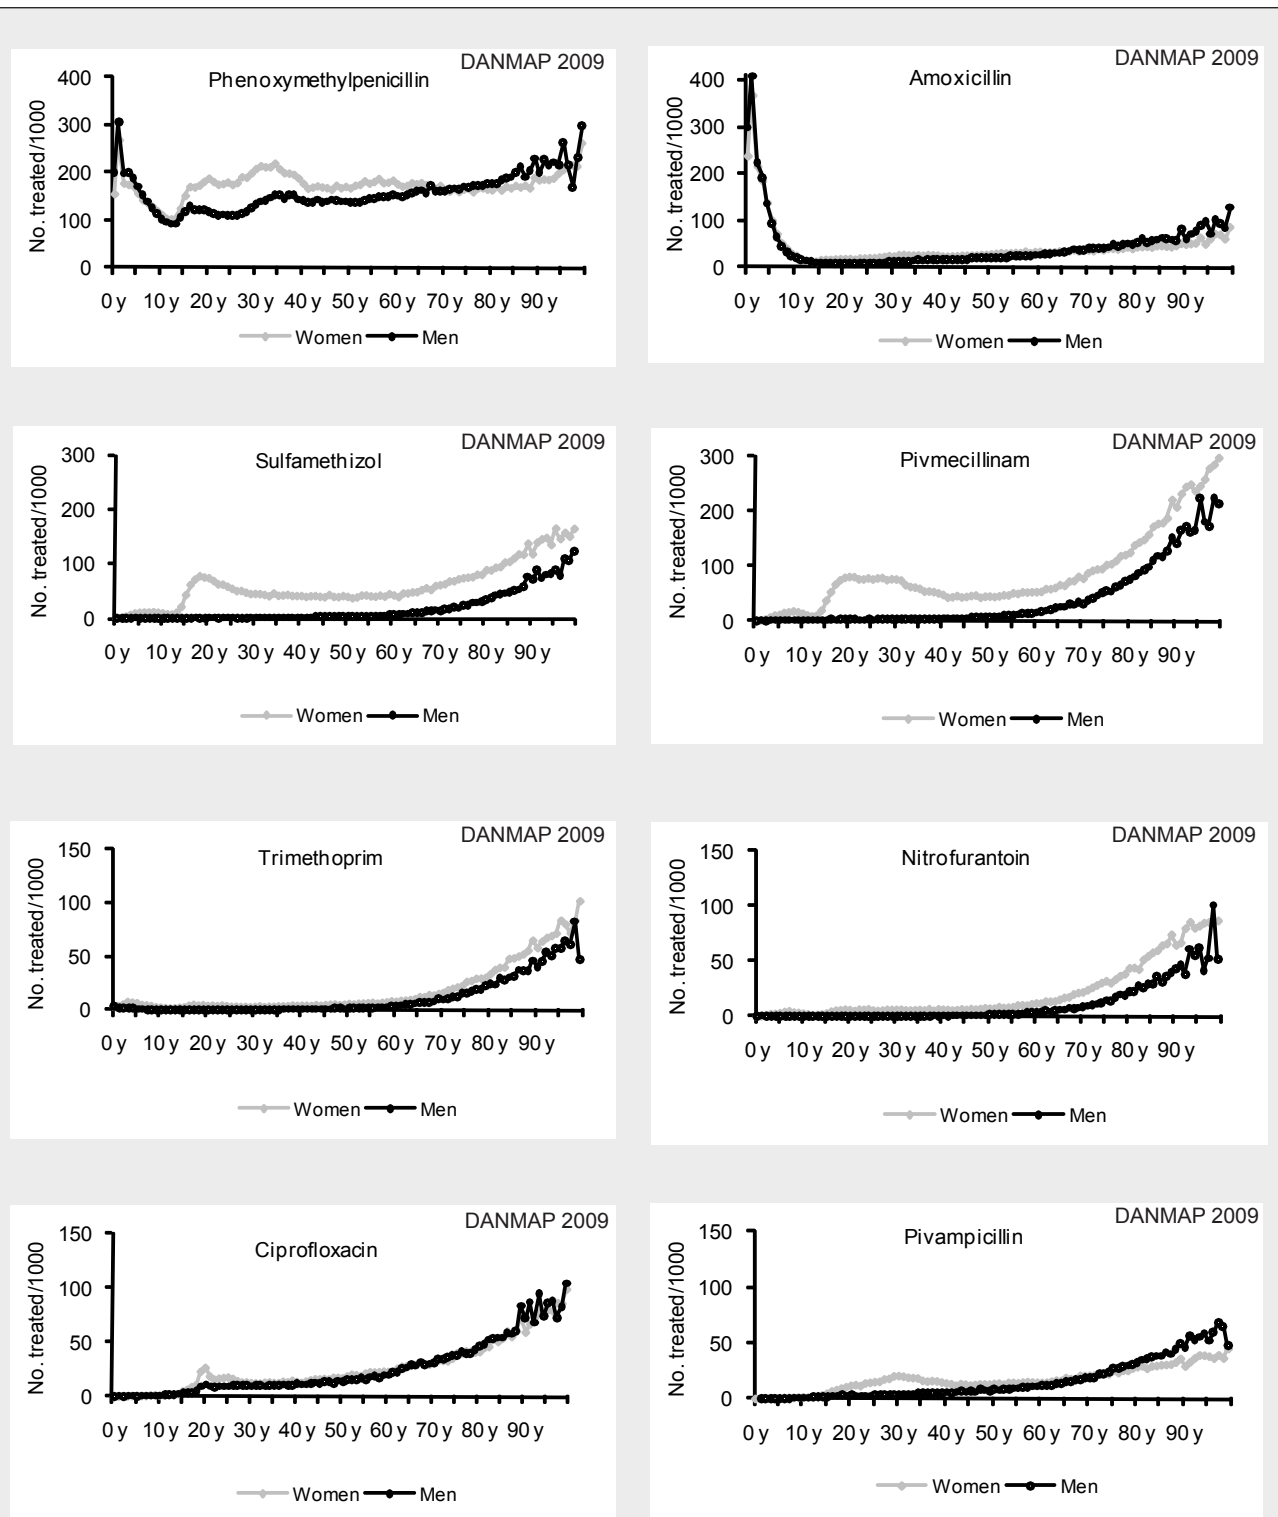 DANMAP 2009
Phenoxymethylpenicillin
No. treated/1000
400
300
200
100
0
0 y 10 y 20 y 30 y 40 y 50 y 60 y 70 y 80 y 90 y
Women Men
DANMAP 2009
Amoxicillin
No. treated/1000
400
300
200
100
0
0 y 10 y 20 y 30 y 40 y 50 y 60 y 70 y 80 y 90 y
Women Men
DANMAP 2009
Sulfamethizol
No. treated/1000
300
200
100
0
0 y 10 y 20 y 30 y 40 y 50 y 60 y 70 y 80 y 90 y
Women Men
DANMAP 2009
Pivmecillinam
No. treated/1000
300
200
100
0
0 y 10 y 20 y 30 y 40 y 50 y 60 y 70 y 80 y 90 y
Women Men
DANMAP 2009
Trimethoprim
No. treated/1000
150
100
50
0
0 y 10 y 20 y 30 y 40 y 50 y 60 y 70 y 80 y 90 y
Women Men
DANMAP 2009
Nitrofurantoin
No. treated/1000
150
100
50
0
0 y 10 y 20 y 30 y 40 y 50 y 60 y 70 y 80 y 90 y
Women Men
DANMAP 2009
Ciprofloxacin
No. treated/1000
150
100
50
0
0 y 10 y 20 y 30 y 40 y 50 y 60 y 70 y 80 y 90 y
Women Men
DANMAP 2009
Pivampicillin
No. treated/1000
150
100
50
0
0 y 10 y 20 y 30 y 40 y 50 y 60 y 70 y 80 y 90 y
Women Men